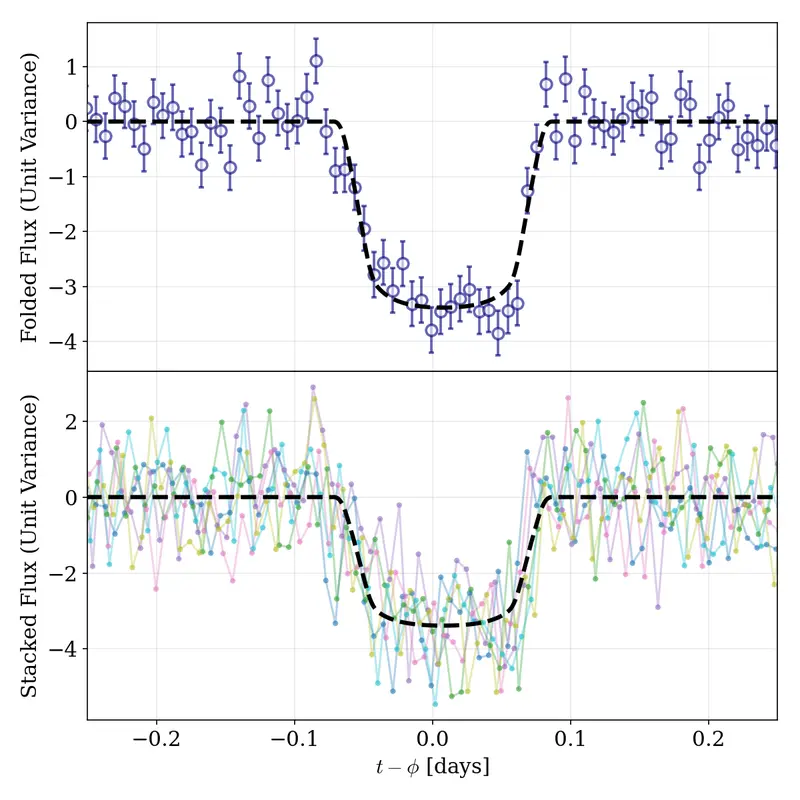 Folded Flux (Unit Variance)
1
0
−1
−2
−3
−4
Stacked Flux (Unit Variance)
2
0
−2
−4
−0.2 −0.1 0.0 0.1 0.2
t − ϕ [days]